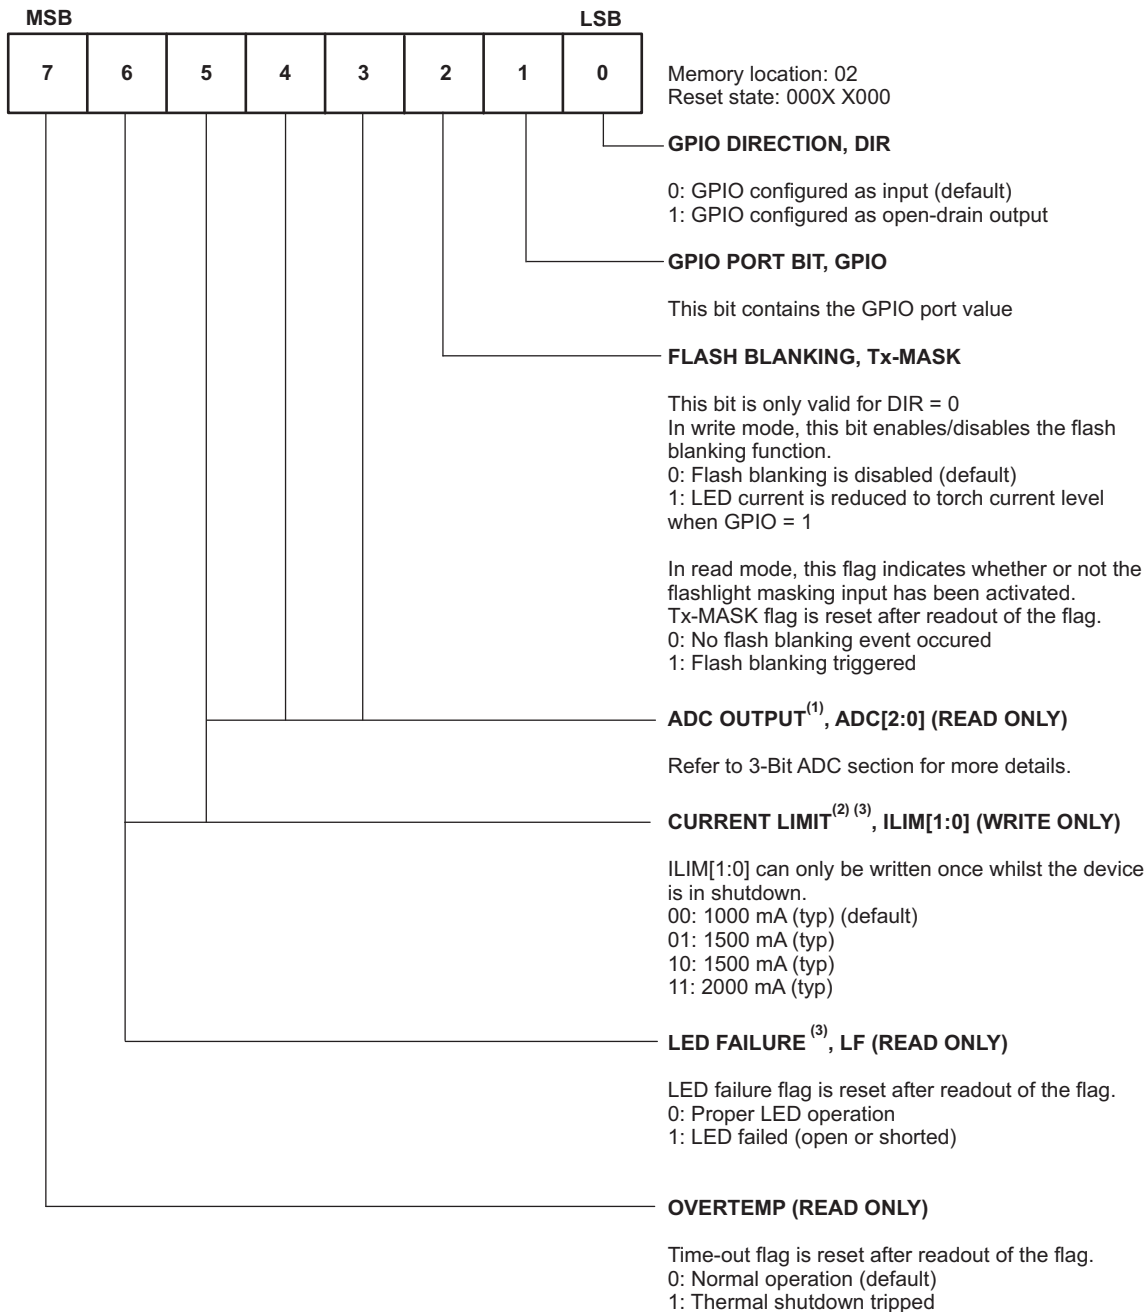 MSB LSB
7 6 5 4 3 2 1 0
Memory location: 02
Reset state: 000X X000
GPIO DIRECTION, DIR
0: GPIO configured as input (default)
1: GPIO configured as open-drain output
GPIO PORT BIT, GPIO
This bit contains the GPIO port value
FLASH BLANKING, Tx-MASK
This bit is only valid for DIR = 0
In write mode, this bit enables/disables the flash
blanking function.
0: Flash blanking is disabled (default)
1: LED current is reduced to torch current level
when GPIO = 1
In read mode, this flag indicates whether or not the
flashlight masking input has been activated.
Tx-MASK flag is reset after readout of the flag.
0: No flash blanking event occured
1: Flash blanking triggered
ADC OUTPUT(1), ADC[2:0] (READ ONLY)
Refer to 3-Bit ADC section for more details.
CURRENT LIMIT(2) (3), ILIM[1:0] (WRITE ONLY)
ILIM[1:0] can only be written once whilst the device
is in shutdown.
00: 1000 mA (typ) (default)
01: 1500 mA (typ)
10: 1500 mA (typ)
11: 2000 mA (typ)
LED FAILURE (3), LF (READ ONLY)
LED failure flag is reset after readout of the flag.
0: Proper LED operation
1: LED failed (open or shorted)
OVERTEMP (READ ONLY)
Time-out flag is reset after readout of the flag.
0: Normal operation (default)
1: Thermal shutdown tripped